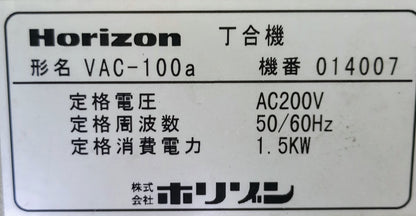 Horizon 丁合機
形名 VAC-100a 機番 014007
定格電圧 AC200V
定格周波数 50/60Hz
定格消費電力 1.5KW
株式会社 ホリゾン